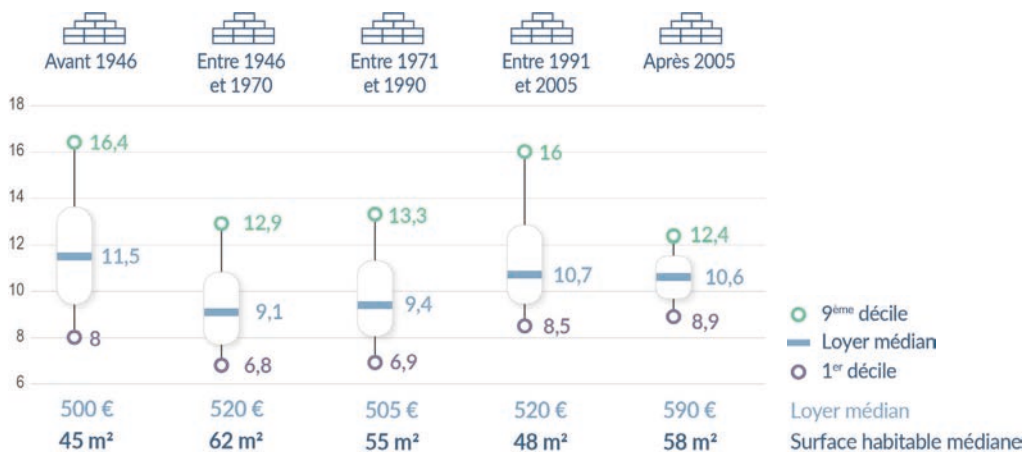 Avant 1946
Entre 1946
et 1970
Entre 1971
et 1990
Entre 1991
et 2005
Après 2005
18
16
14
12
10
8
6
16,4
11,5
8
12,9
9,1
6,8
13,3
9,4
6,9
16
10,7
8,5
12,4
10,6
8,9
9ème décile
Loyer médian
1er décile
500 € 520 € 505 € 520 € 590 € Loyer médian
45 m² 62 m² 55 m² 48 m² 58 m² Surface habitable médiane